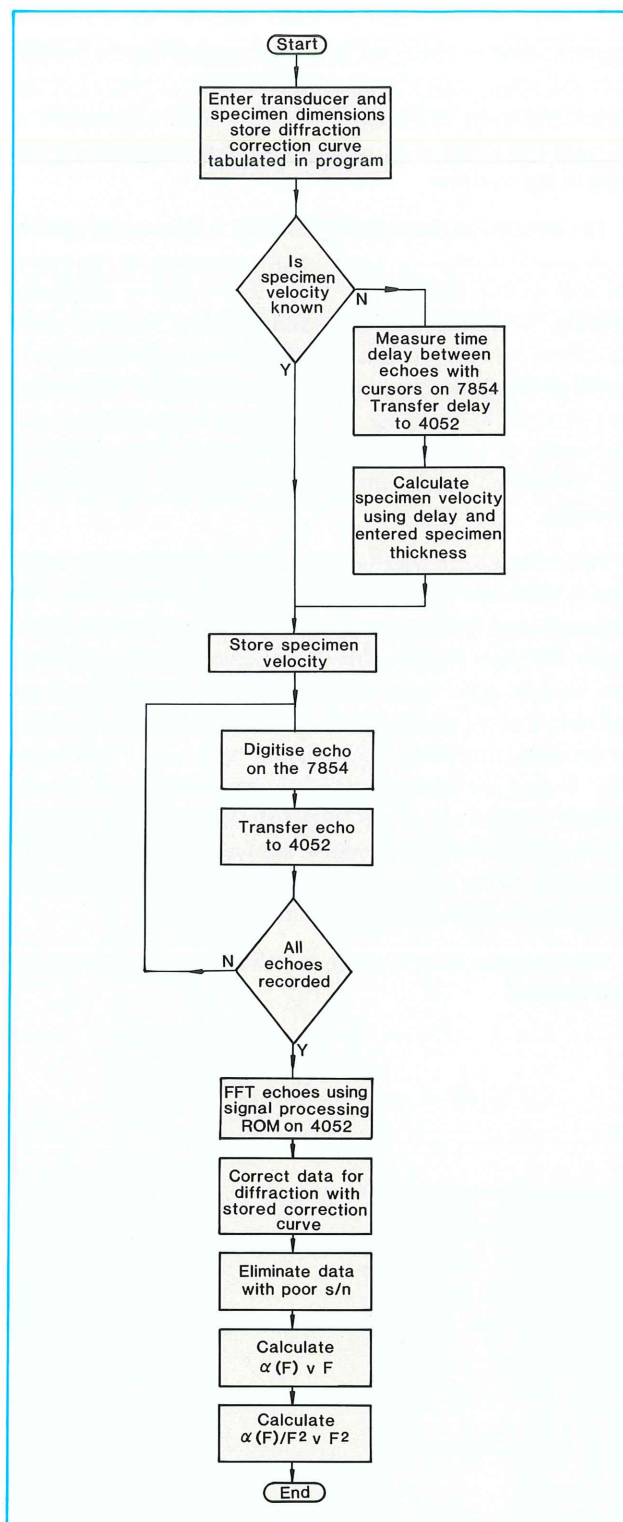 Start
Enter transducer and
specimen dimensions
store diffraction
correction curve
tabulated in program
Is
specimen
velocity
known
N
Y
Measure time
delay between
echoes with
cursors on 7854
Transfer delay
to 4052
Calculate
specimen velocity
using delay and
entered specimen
thickness
Store specimen
velocity
Digitise echo
on the 7854
Transfer echo
to 4052
All
echoes
recorded
N
Y
FFT echoes using
signal processing
ROM on 4052
Correct data for
diffraction with
stored correction
curve
Eliminate data
with poor s/n
Calculate
α(F) v F
Calculate
α(F)/F² v F²
End